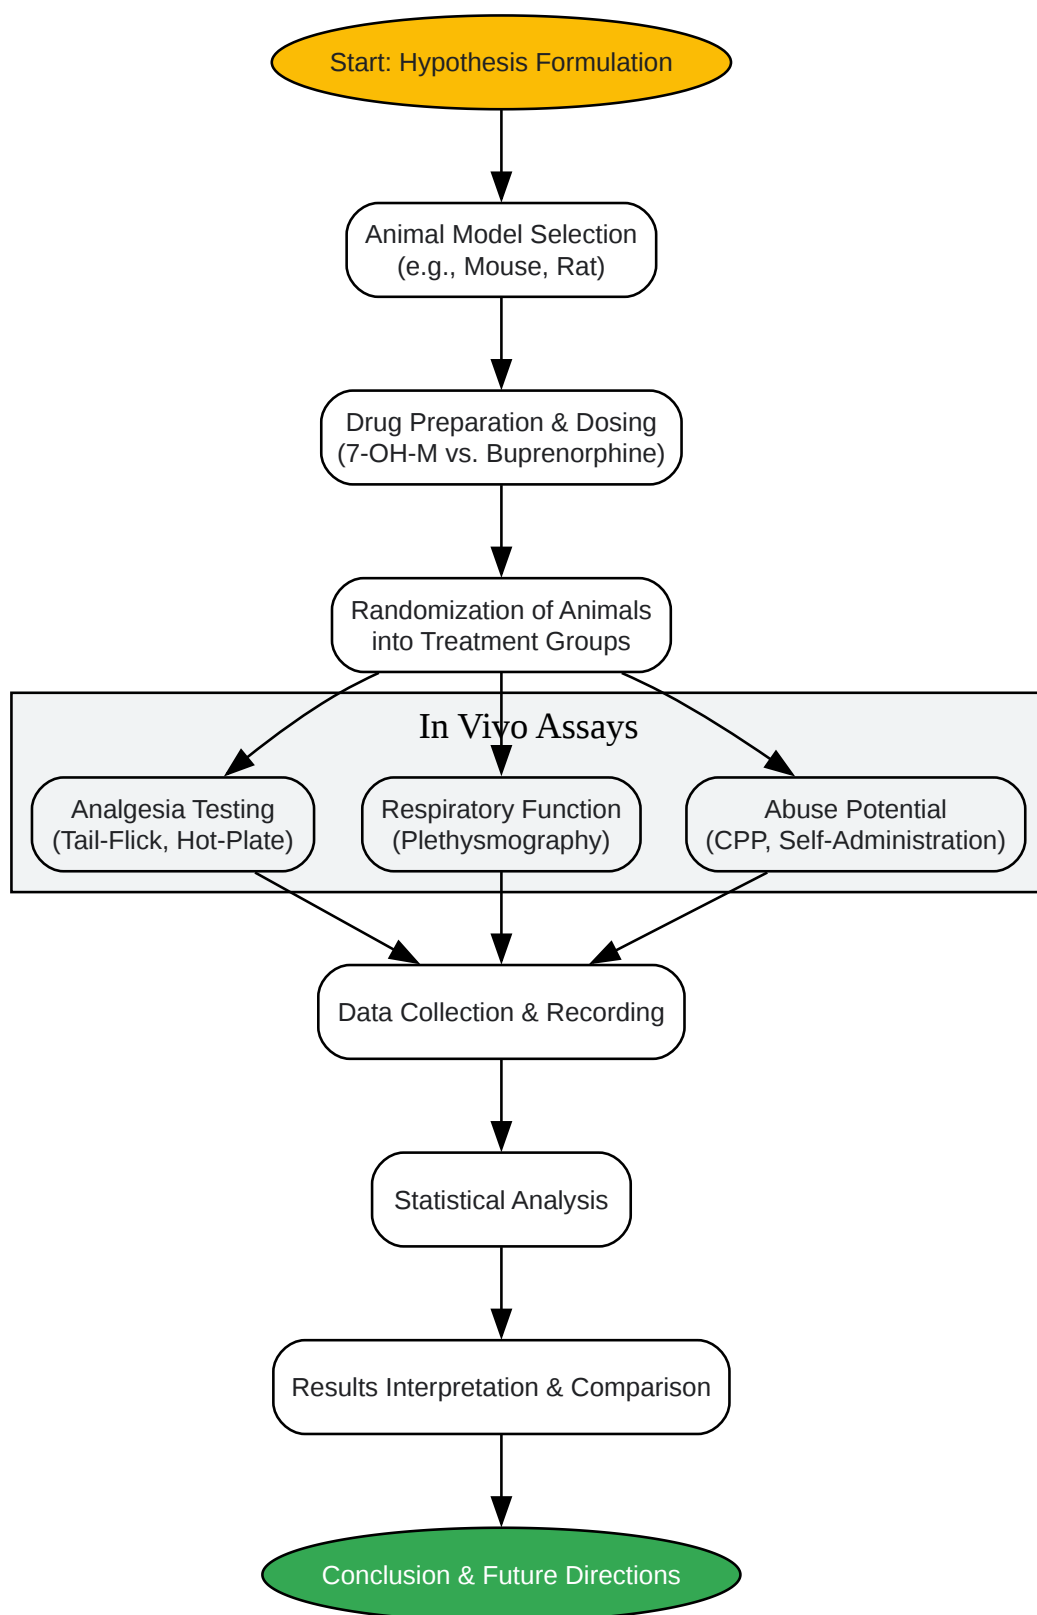 Start: Hypothesis Formulation
Animal Model Selection
(e.g., Mouse, Rat)
Drug Preparation & Dosing
(7-OH-M vs. Buprenorphine)
Randomization of Animals
into Treatment Groups
In Vivo Assays
Analgesia Testing
(Tail-Flick, Hot-Plate)
Respiratory Function
(Plethysmography)
Abuse Potential
(CPP, Self-Administration)
Data Collection & Recording
Statistical Analysis
Results Interpretation & Comparison
Conclusion & Future Directions